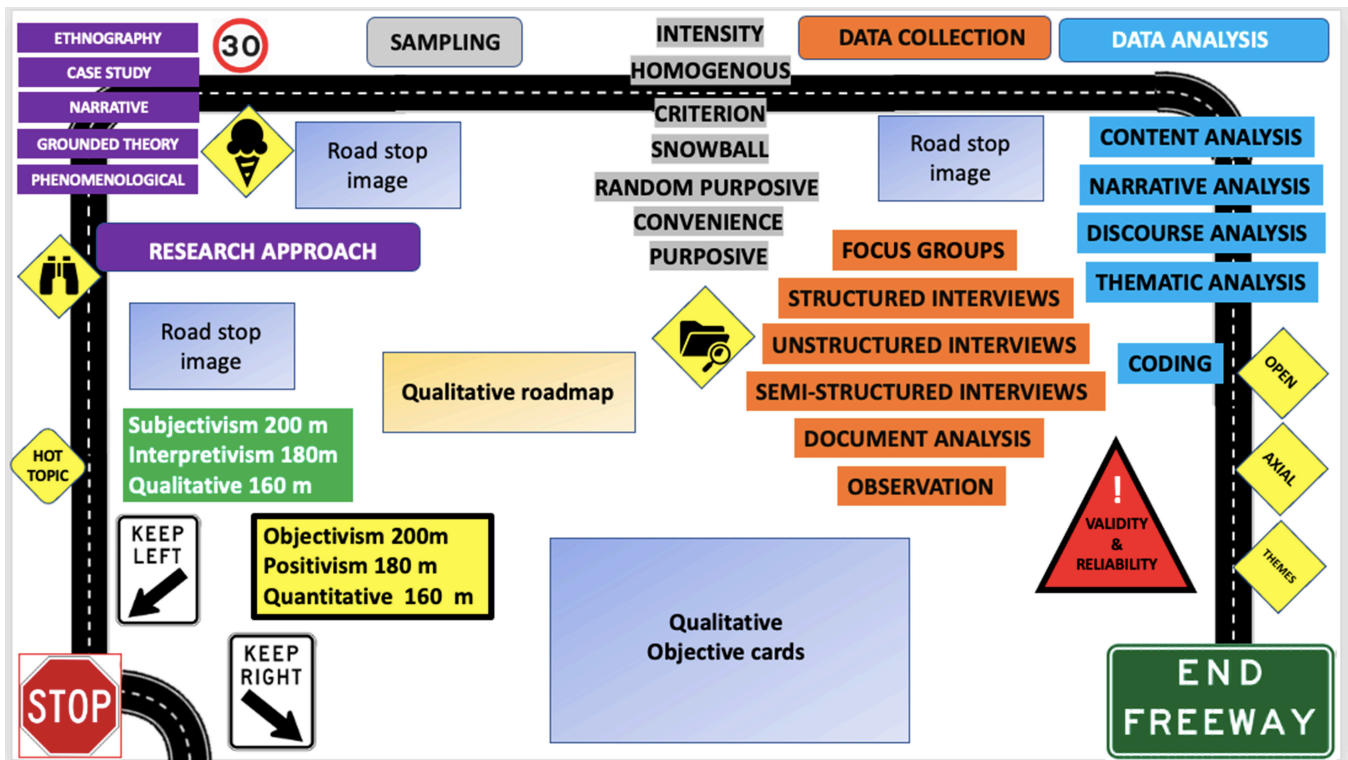 ETHNOGRAPHY
CASE STUDY
NARRATIVE
GROUNDED THEORY
PHENOMENOLOGICAL
30
SAMPLING
INTENSITY
HOMOGENOUS
CRITERION
SNOWBALL
RANDOM PURPOSIVE
CONVENIENCE
PURPOSIVE
DATA COLLECTION
DATA ANALYSIS
Road stop
image
Road stop
image
RESEARCH APPROACH
Road stop
image
Qualitative roadmap
FOCUS GROUPS
STRUCTURED INTERVIEWS
UNSTRUCTURED INTERVIEWS
SEMI-STRUCTURED INTERVIEWS
DOCUMENT ANALYSIS
OBSERVATION
CONTENT ANALYSIS
NARRATIVE ANALYSIS
DISCOURSE ANALYSIS
THEMATIC ANALYSIS
CODING
OPEN
AXIAL
THEMES
HOT
TOPIC
Subjectivism 200 m
Interpretivism 180m
Qualitative 160 m
KEEP
LEFT
Objectivism 200m
Positivism 180 m
Quantitative 160 m
KEEP
RIGHT
STOP
Qualitative
Objective cards
!
VALIDITY
&
RELIABILITY
END
FREEWAY